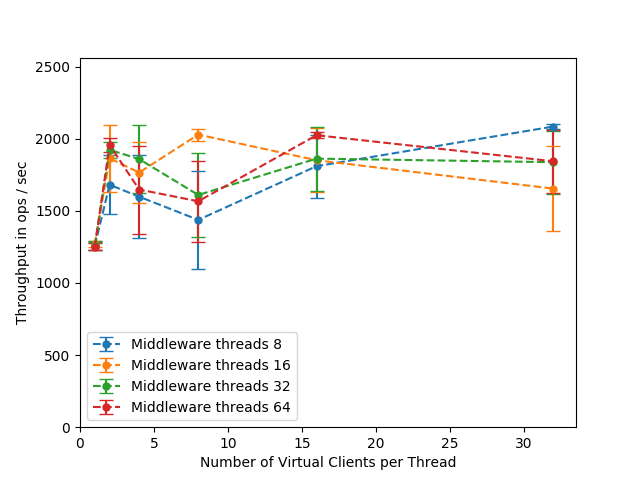 2500
2000
1500
1000
500
0
Throughput in ops / sec
Middleware threads 8
Middleware threads 16
Middleware threads 32
Middleware threads 64
0 5 10 15 20 25 30
Number of Virtual Clients per Thread